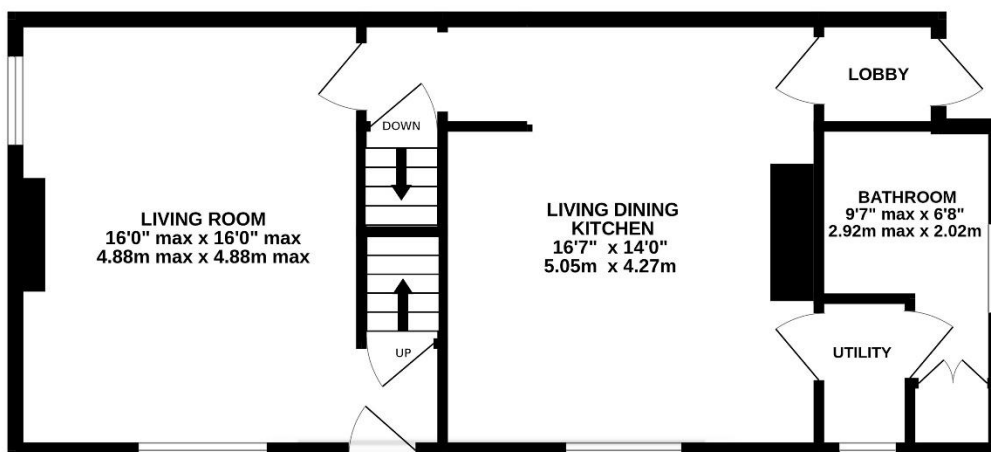 LOBBY
DOWN
LIVING ROOM
16'0" max x 16'0" max
4.88m max x 4.88m max
LIVING DINING
KITCHEN
16'7" x 14'0"
5.05m x 4.27m
BATHROOM
9'7" max x 6'8"
2.92m max x 2.02m
UP
UTILITY